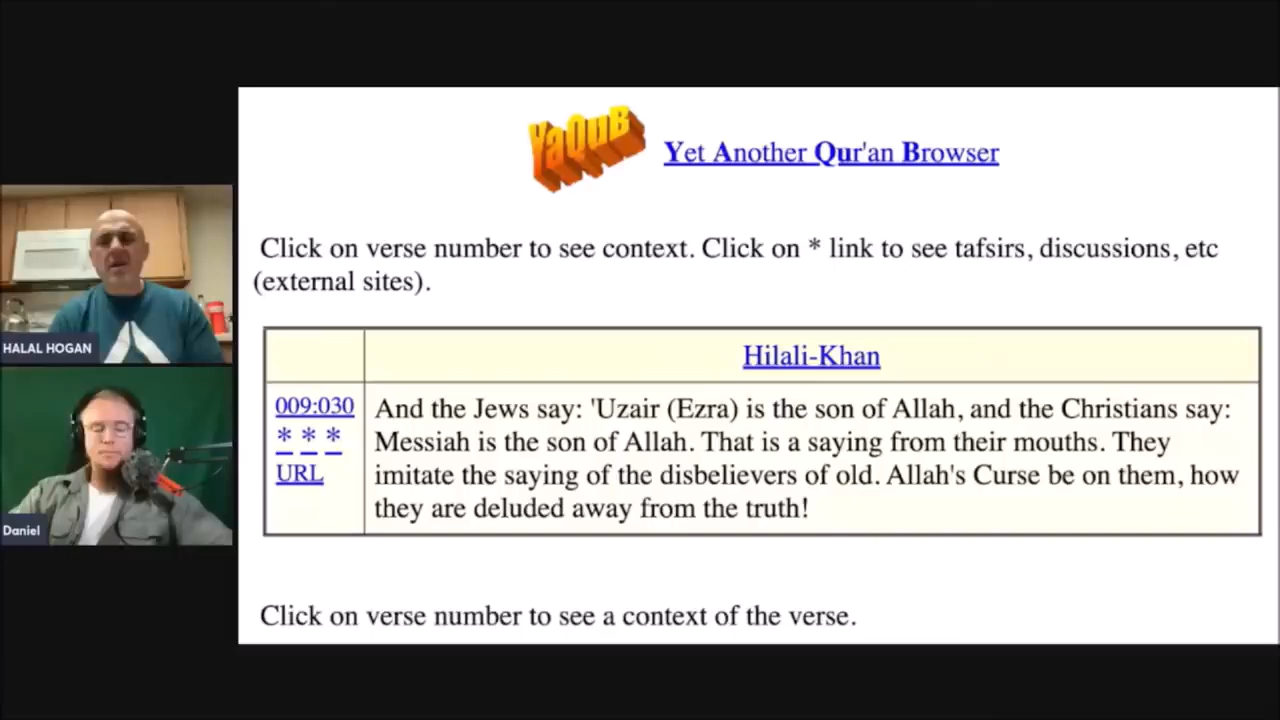 YaQuB
Yet Another Qur'an Browser
Click on verse number to see context. Click on * link to see tafsirs, discussions, etc
(external sites).
HALAL HOGAN
Hilali-Khan
009:030
* * *
URL
And the Jews say: 'Uzair (Ezra) is the son of Allah, and the Christians say:
Messiah is the son of Allah. That is a saying from their mouths. They
imitate the saying of the disbelievers of old. Allah's Curse be on them, how
they are deluded away from the truth!
Daniel
Click on verse number to see a context of the verse.